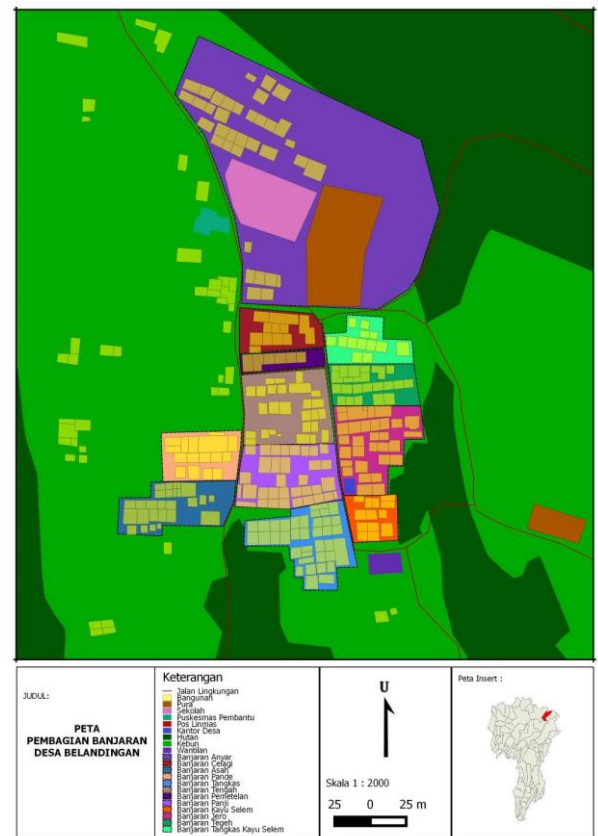 JUDUL:
PETA
PEMBAGIAN BANJARAN
DESA BELANDINGAN
Keterangan
Jalan Lingkungan
Bangunan
Pura
Sekolah
Puskesmas Pembantu
Pos Linmas
Kantor Desa
Hutan
Kebun
Wantilan
Banjaran Anyar
Banjaran Celagi
Banjaran Asah
Banjaran Pande
Banjaran Tangkas
Banjaran Tengah
Banjaran Pemetelan
Banjaran Panji
Banjaran Kayu Selem
Banjaran Jero
Banjaran Tegeh
Banjaran Tangkas Kayu Selem
U
Skala 1 : 2000
25 0 25 m
Peta Insert :